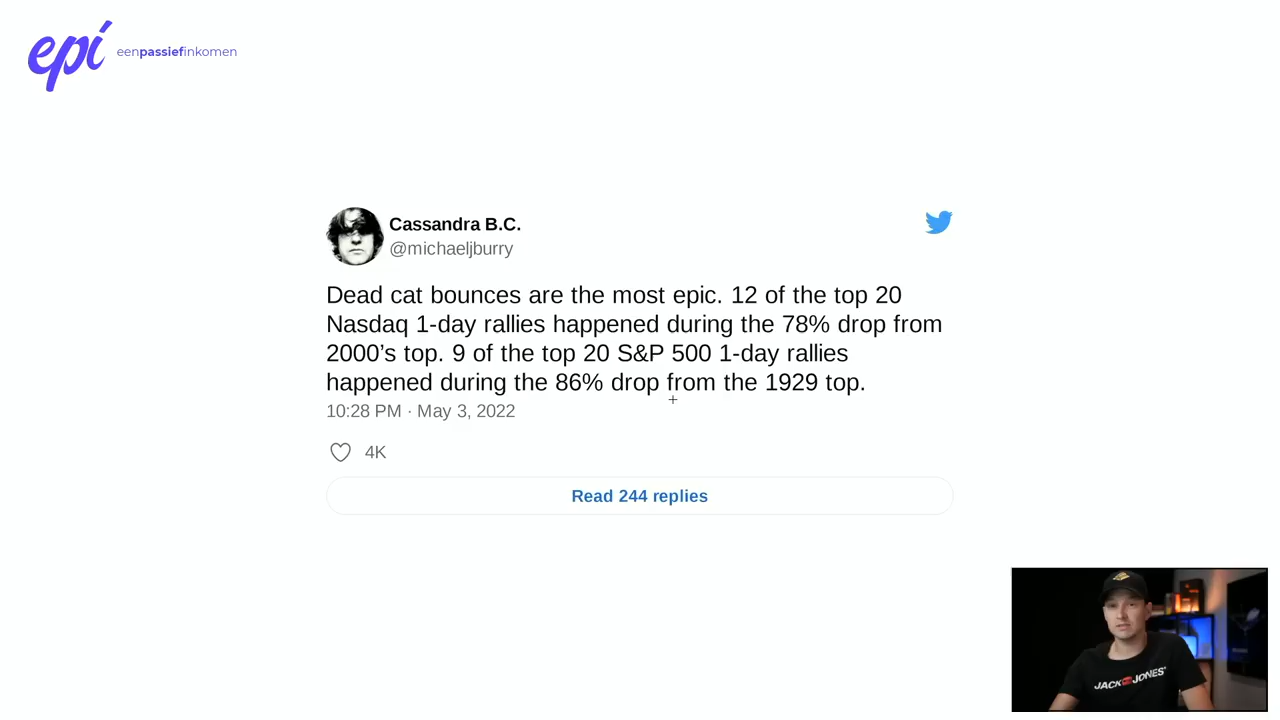 epi
eenpassiefinkomen
Cassandra B.C.
@michaeljburry
Dead cat bounces are the most epic. 12 of the top 20
Nasdaq 1-day rallies happened during the 78% drop from
2000’s top. 9 of the top 20 S&P 500 1-day rallies
happened during the 86% drop from the 1929 top.
10:28 PM · May 3, 2022
4K
Read 244 replies
JACK JONES